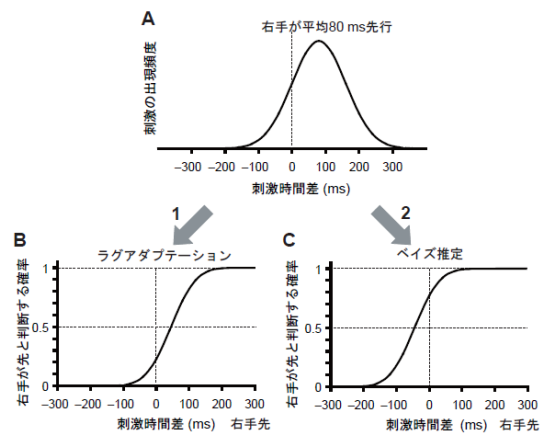 A
右手が平均80 ms先行
刺激の出現頻度
–300 –200 –100 0 100 200 300
刺激時間差 (ms)
1
2
B
ラグアダプテーション
右手が先と判断する確率
1
0.5
0
–300 –200 –100 0 100 200 300
刺激時間差 (ms) 右手先
C
ベイズ推定
右手が先と判断する確率
1
0.5
0
–300 –200 –100 0 100 200 300
刺激時間差 (ms) 右手先